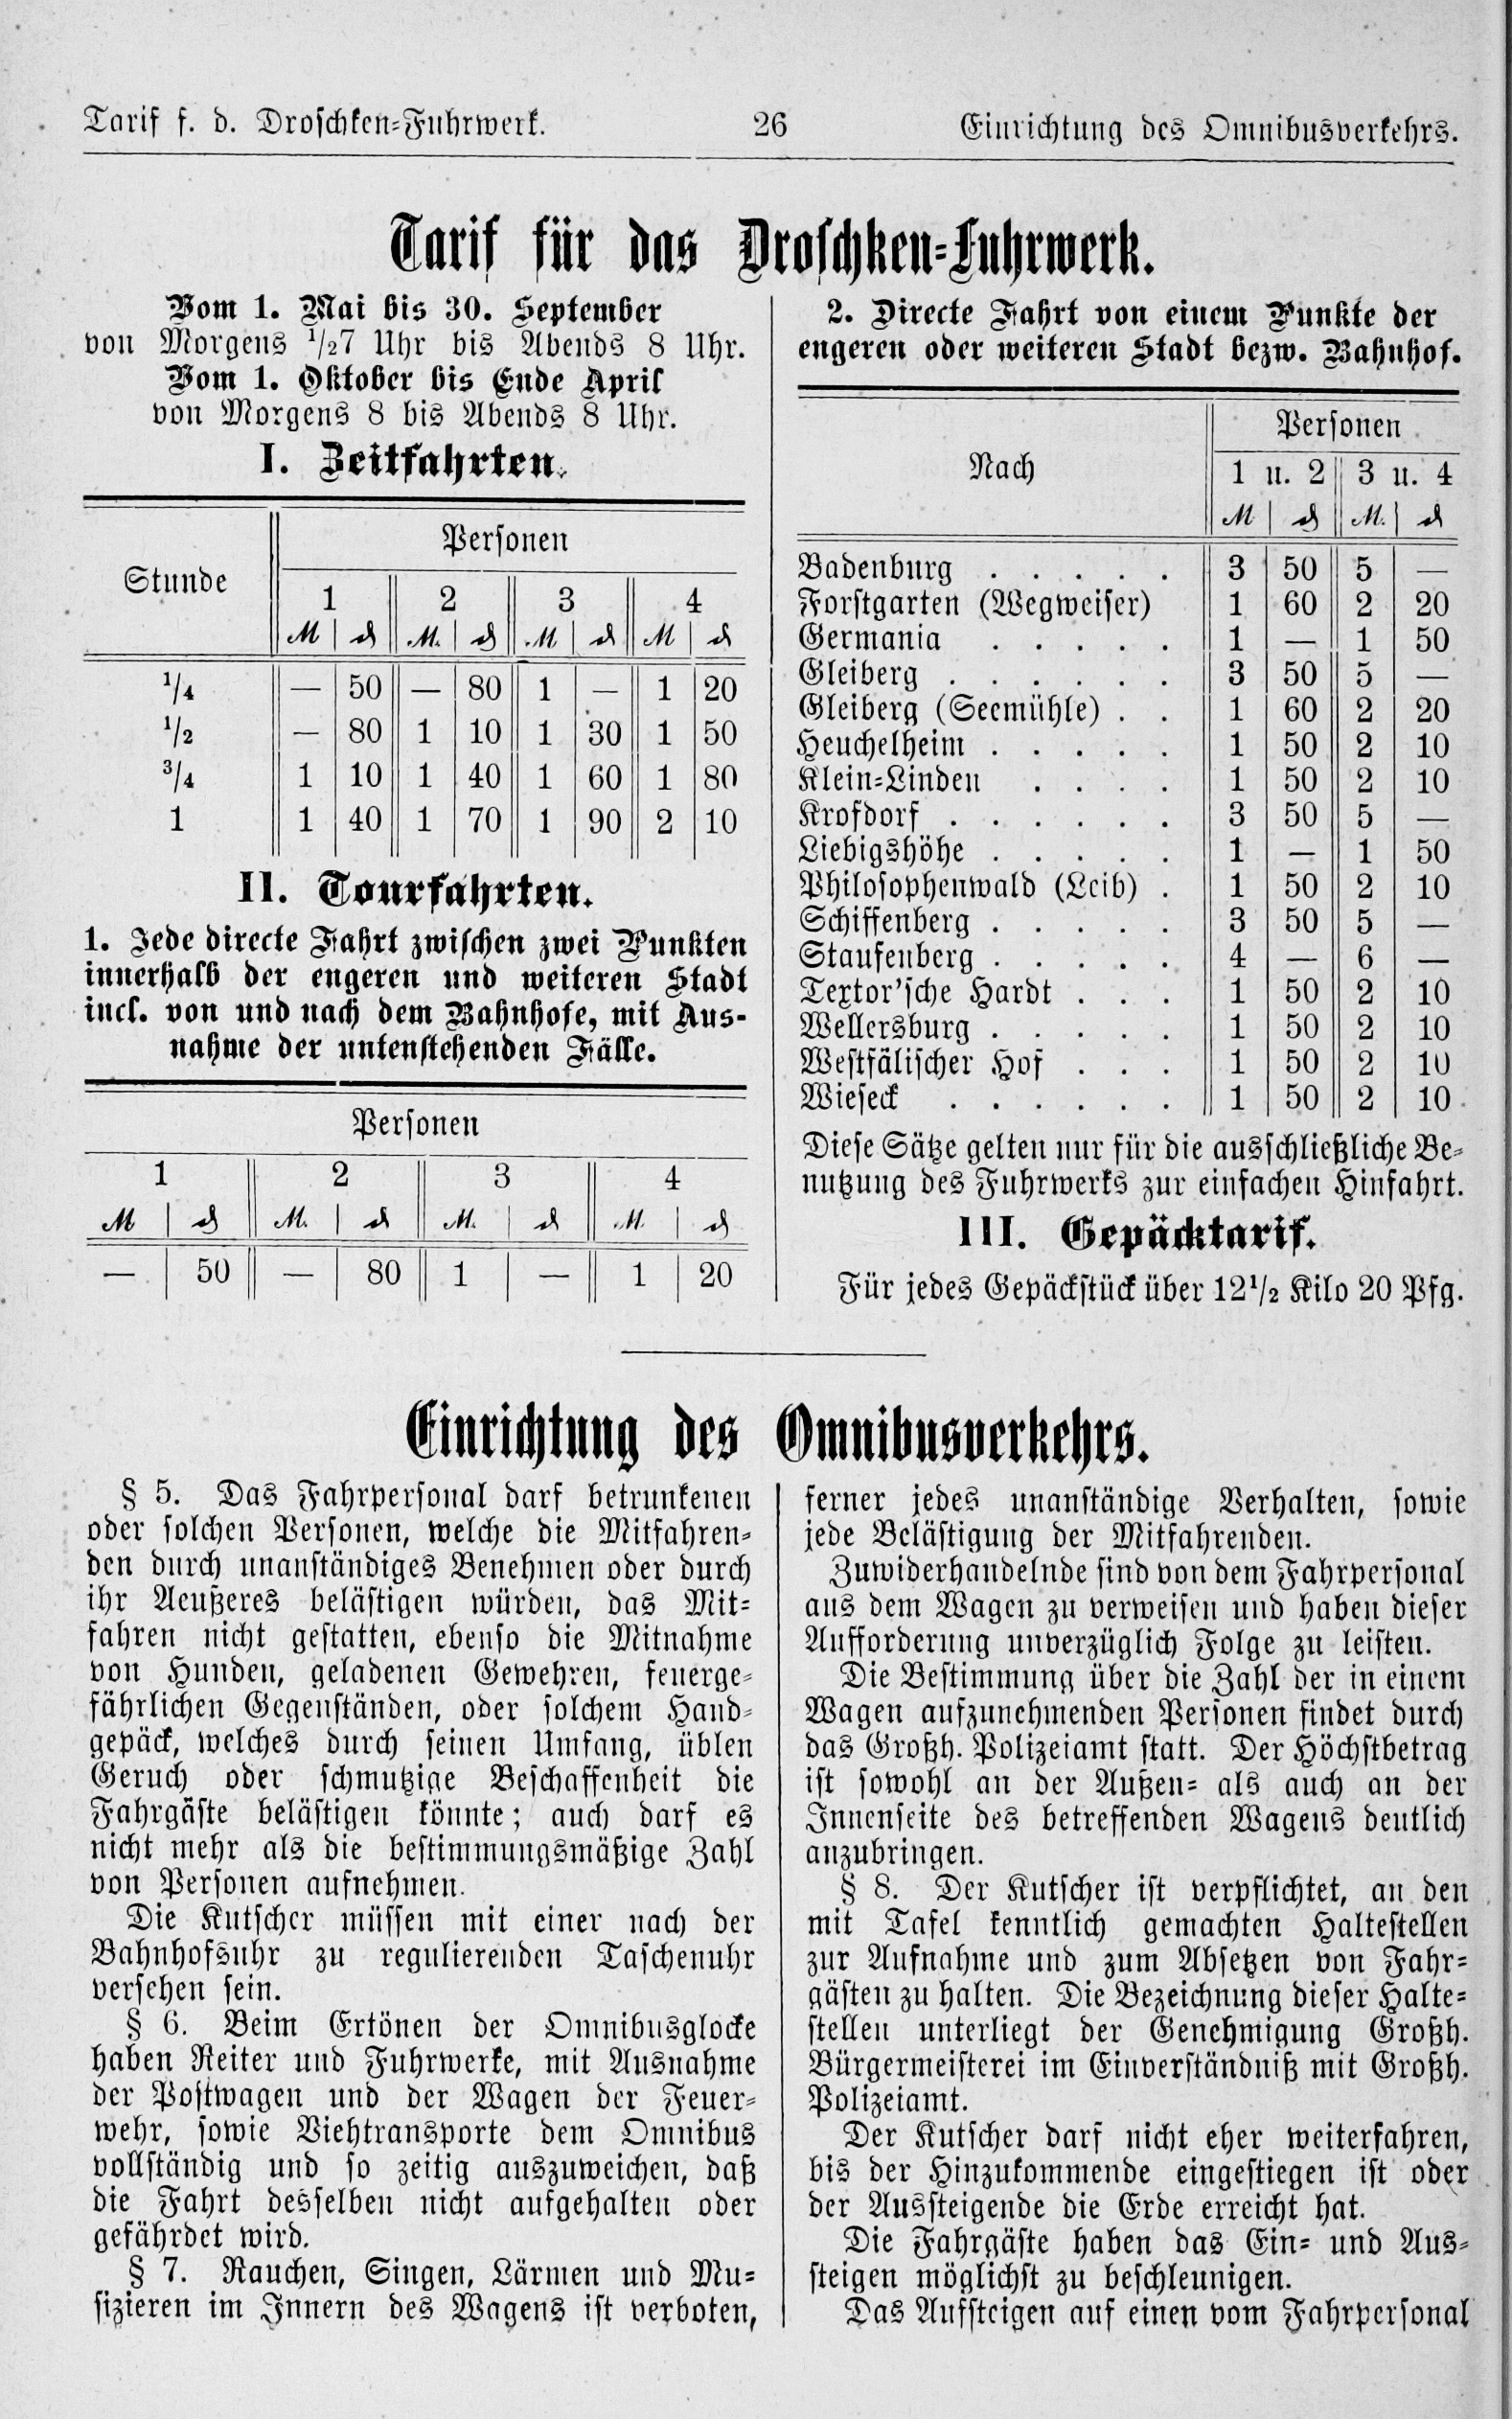 Tarif f. d. Droschken-Fuhrwerk. 26 Einrichtung des Omnibusverkehrs.
Tarif für das Droschken-Fuhrwerk.
Vom 1. Mai bis 30. September
von Morgens 1/27 Uhr bis Abends 8 Uhr.
Vom 1. Oktober bis Ende April
von Morgens 8 bis Abends 8 Uhr.
I. Zeitfahrten.
Personen
Stunde
1 2 3 4
M ₰ M. ₰ M ₰ M ₰
1/4 — 50 — 80 1 — 1 20
1/2 — 80 1 10 1 30 1 50
3/4 1 10 1 40 1 60 1 80
1 1 40 1 70 1 90 2 10
II. Tourfahrten.
1. Jede directe Fahrt zwischen zwei Punkten
innerhalb der engeren und weiteren Stadt
incl. von und nach dem Bahnhofe, mit Aus-
nahme der untenstehenden Fälle.
Personen
1 2 3 4
M ₰ M. ₰ M. ₰ M. ₰
— 50 — 80 1 — 1 20
2. Directe Fahrt von einem Punkte der
engeren oder weiteren Stadt bezw. Bahnhof.
Personen
Nach
1 u. 2 3 u. 4
M ₰ M. ₰
Badenburg . . . . . 3 50 5 —
Forstgarten (Wegweiser) 1 60 2 20
Germania . . . . . 1 — 1 50
Gleiberg . . . . . . 3 50 5 —
Gleiberg (Seemühle) . . 1 60 2 20
Heuchelheim . . . . . 1 50 2 10
Klein-Linden . . . . 1 50 2 10
Krofdorf . . . . . . 3 50 5 —
Liebigshöhe . . . . . 1 — 1 50
Philosophenwald (Leib) . 1 50 2 10
Schiffenberg . . . . . 3 50 5 —
Staufenberg . . . . . 4 — 6 —
Textor'sche Hardt . . . 1 50 2 10
Wellersburg . . . . . 1 50 2 10
Westfälischer Hof . . . 1 50 2 10
Wieseck . . . . . . 1 50 2 10
Diese Sätze gelten nur für die ausschließliche Be-
nutzung des Fuhrwerks zur einfachen Hinfahrt.
III. Gepäcktarif.
Für jedes Gepäckstück über 12 1/2 Kilo 20 Pfg.
Einrichtung des Omnibusverkehrs.
§ 5. Das Fahrpersonal darf betrunkenen
oder solchen Personen, welche die Mitfahren-
den durch unanständiges Benehmen oder durch
ihr Aeußeres belästigen würden, das Mit-
fahren nicht gestatten, ebenso die Mitnahme
von Hunden, geladenen Gewehren, feuerge-
fährlichen Gegenständen, oder solchem Hand-
gepäck, welches durch seinen Umfang, üblen
Geruch oder schmutzige Beschaffenheit die
Fahrgäste belästigen könnte; auch darf es
nicht mehr als die bestimmungsmäßige Zahl
von Personen aufnehmen.
Die Kutscher müssen mit einer nach der
Bahnhofsuhr zu regulierenden Taschenuhr
versehen sein.
§ 6. Beim Ertönen der Omnibusglocke
haben Reiter und Fuhrwerke, mit Ausnahme
der Postwagen und der Wagen der Feuer-
wehr, sowie Viehtransporte dem Omnibus
vollständig und so zeitig auszuweichen, daß
die Fahrt desselben nicht aufgehalten oder
gefährdet wird.
§ 7. Rauchen, Singen, Lärmen und Mu-
sizieren im Innern des Wagens ist verboten,
ferner jedes unanständige Verhalten, sowie
jede Belästigung der Mitfahrenden.
Zuwiderhandelnde sind von dem Fahrpersonal
aus dem Wagen zu verweisen und haben dieser
Aufforderung unverzüglich Folge zu leisten.
Die Bestimmung über die Zahl der in einem
Wagen aufzunehmenden Personen findet durch
das Großh. Polizeiamt statt. Der Höchstbetrag
ist sowohl an der Außen- als auch an der
Innenseite des betreffenden Wagens deutlich
anzubringen.
§ 8. Der Kutscher ist verpflichtet, an den
mit Tafel kenntlich gemachten Haltestellen
zur Aufnahme und zum Absetzen von Fahr-
gästen zu halten. Die Bezeichnung dieser Halte-
stellen unterliegt der Genehmigung Großh.
Bürgermeisterei im Einverständniß mit Großh.
Polizeiamt.
Der Kutscher darf nicht eher weiterfahren,
bis der Hinzukommende eingestiegen ist oder
der Aussteigende die Erde erreicht hat.
Die Fahrgäste haben das Ein- und Aus-
steigen möglichst zu beschleunigen.
Das Aufsteigen auf einen vom Fahrpersonal